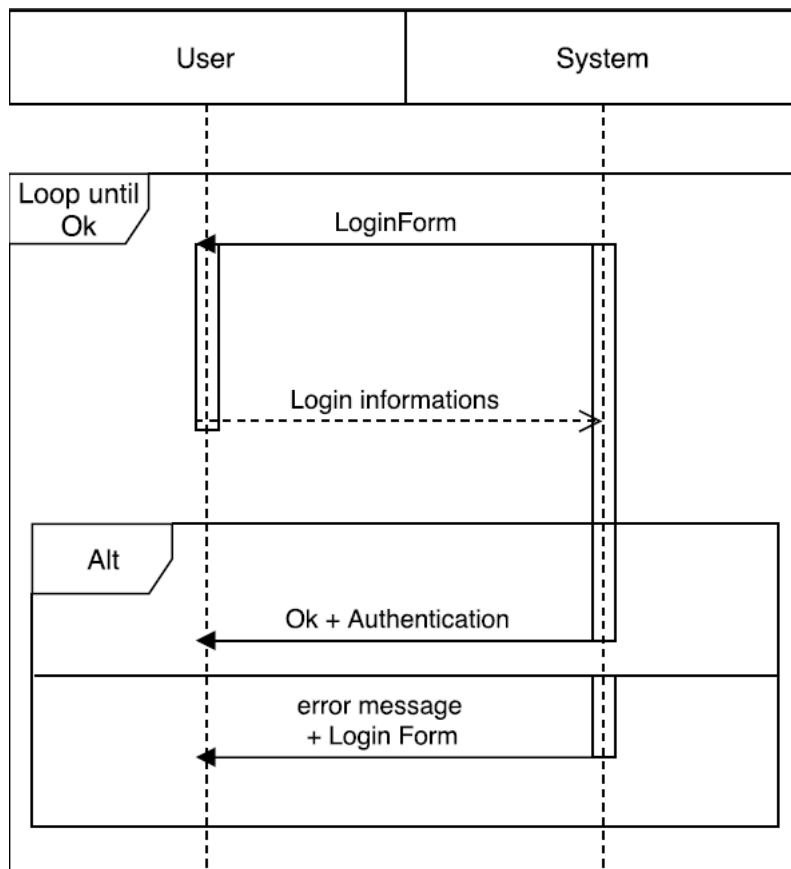 User
System
Loop until
Ok
LoginForm
Login informations
Alt
Ok + Authentication
error message
+ Login Form